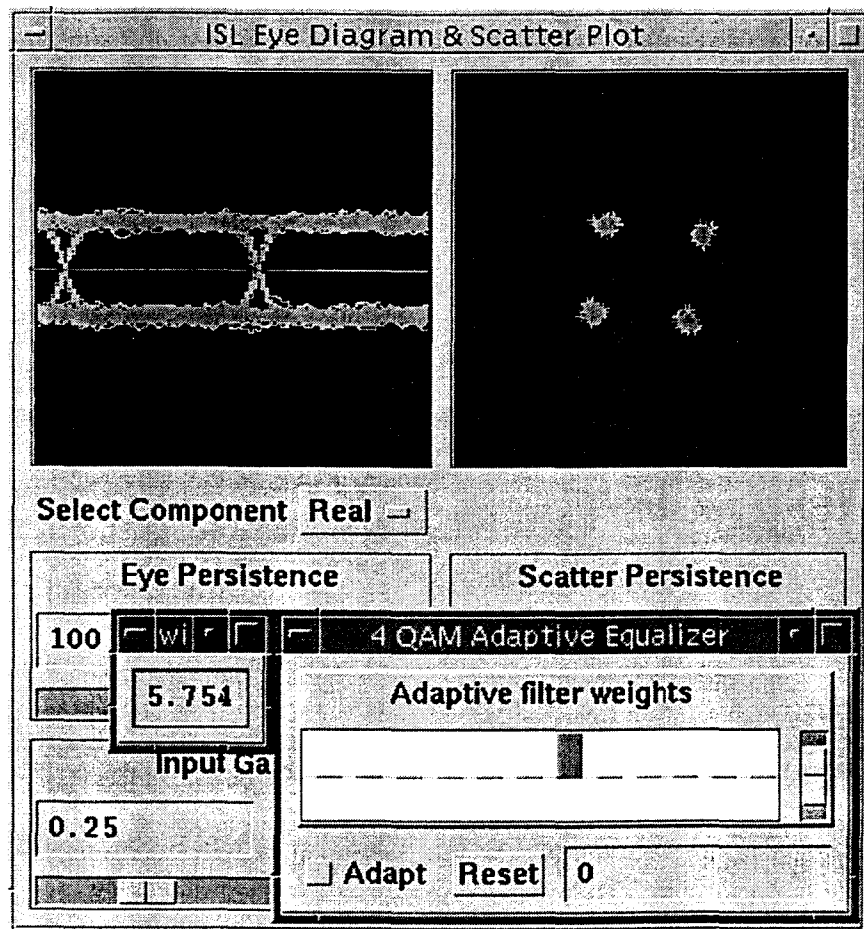 ISL Eye Diagram & Scatter Plot
Select Component Real
Eye Persistence
Scatter Persistence
100
wi
5.754
4 QAM Adaptive Equalizer
Adaptive filter weights
Input Ga
0.25
Adapt Reset 0